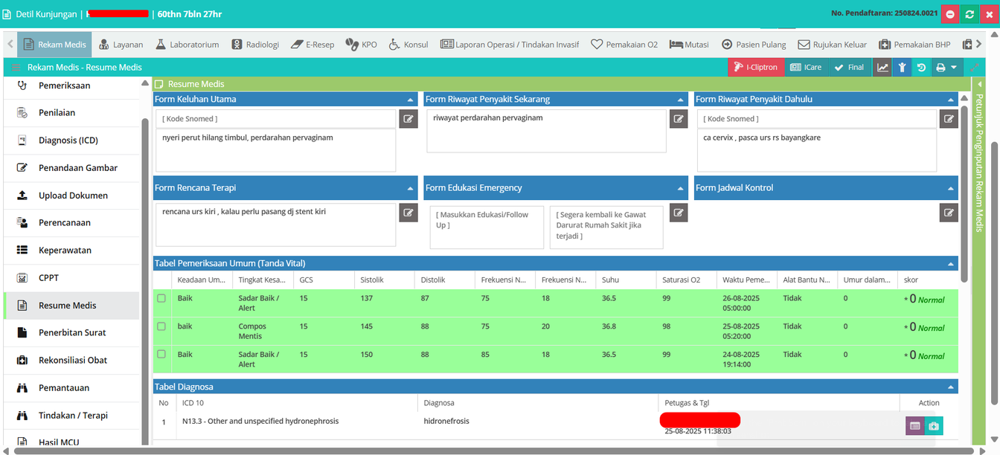 Detil Kunjungan | | 60thn 7bln 27hr
No. Pendaftaran: 250824.0021
Rekam Medis Layanan Laboratorium Radiologi E-Resep KPO Konsul Laporan Operasi / Tindakan Invasif Pemakaian O2 Mutasi Pasien Pulang Rujukan Keluar Pemakaian BHP
Rekam Medis - Resume Medis
I-Cliptron ICare Final
Pemeriksaan
Penilaian
Diagnosis (ICD)
Penandaan Gambar
Upload Dokumen
Perencanaan
Keperawatan
CPPT
Resume Medis
Penerbitan Surat
Rekonsiliasi Obat
Pemantauan
Tindakan / Terapi
Hasil MCU
Resume Medis
Form Keluhan Utama
[ Kode Snomed ]
nyeri perut hilang timbul, perdarahan pervaginam
Form Riwayat Penyakit Sekarang
riwayat perdarahan pervaginam
Form Riwayat Penyakit Dahulu
[ Kode Snomed ]
ca cervix , pasca urs rs bayangkare
Form Rencana Terapi
rencana urs kiri , kalau perlu pasang dj stent kiri
Form Edukasi Emergency
[ Masukkan Edukasi/Follow
Up ]
[ Segera kembali ke Gawat
Darurat Rumah Sakit jika
terjadi ]
Form Jadwal Kontrol
Tabel Pemeriksaan Umum (Tanda Vital)
Keadaan Um... Tingkat Kesa... GCS Sistolik Distolik Frekuensi N... Frekuensi N... Suhu Saturasi O2 Waktu Peme... Alat Bantu N... Umur dalam... skor
Baik Sadar Baik / 15 137 87 75 18 36.5 99 26-08-2025 Tidak 0 * 0 Normal
Alert 05:00:00
baik Compos 15 145 88 75 20 36.8 98 25-08-2025 Tidak 0 * 0 Normal
Mentis 05:20:00
Baik Sadar Baik / 15 150 88 85 18 36.5 99 24-08-2025 Tidak 0 * 0 Normal
Alert 19:14:00
Tabel Diagnosa
No ICD 10 Diagnosa Petugas & Tgl Action
1 N13.3 - Other and unspecified hydronephrosis hidronefrosis
25-08-2025 11:38:03
Petunjuk Penginputan Rekam Medis